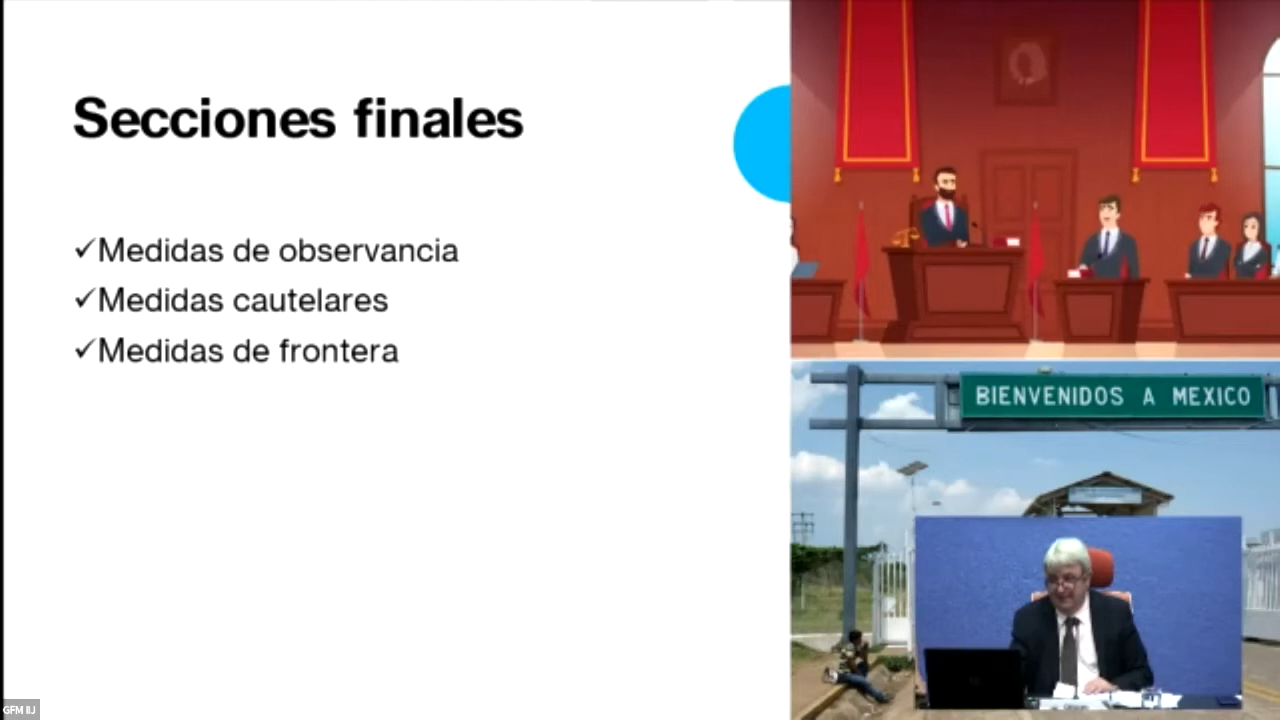 Secciones finales
✓Medidas de observancia
✓Medidas cautelares
✓Medidas de frontera
BIENVENIDOS A MEXICO
GFM IIJ